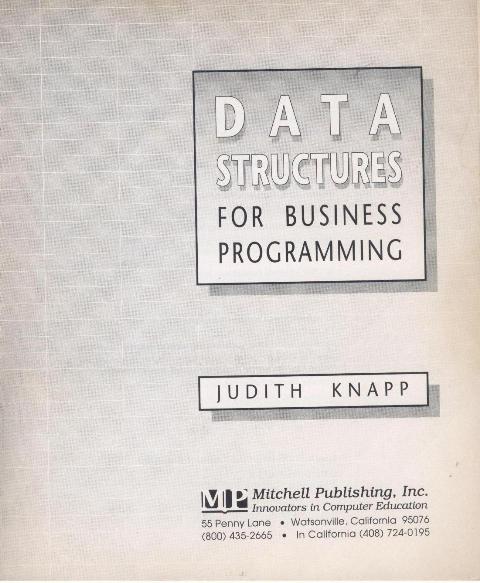 DATA
STRUCTURES
FOR BUSINESS
PROGRAMMING
JUDITH KNAPP
MP Mitchell Publishing, Inc.
Innovators in Computer Education
55 Penny Lane • Watsonville, California 95076
(800) 435-2665 • In California (408) 724-0195